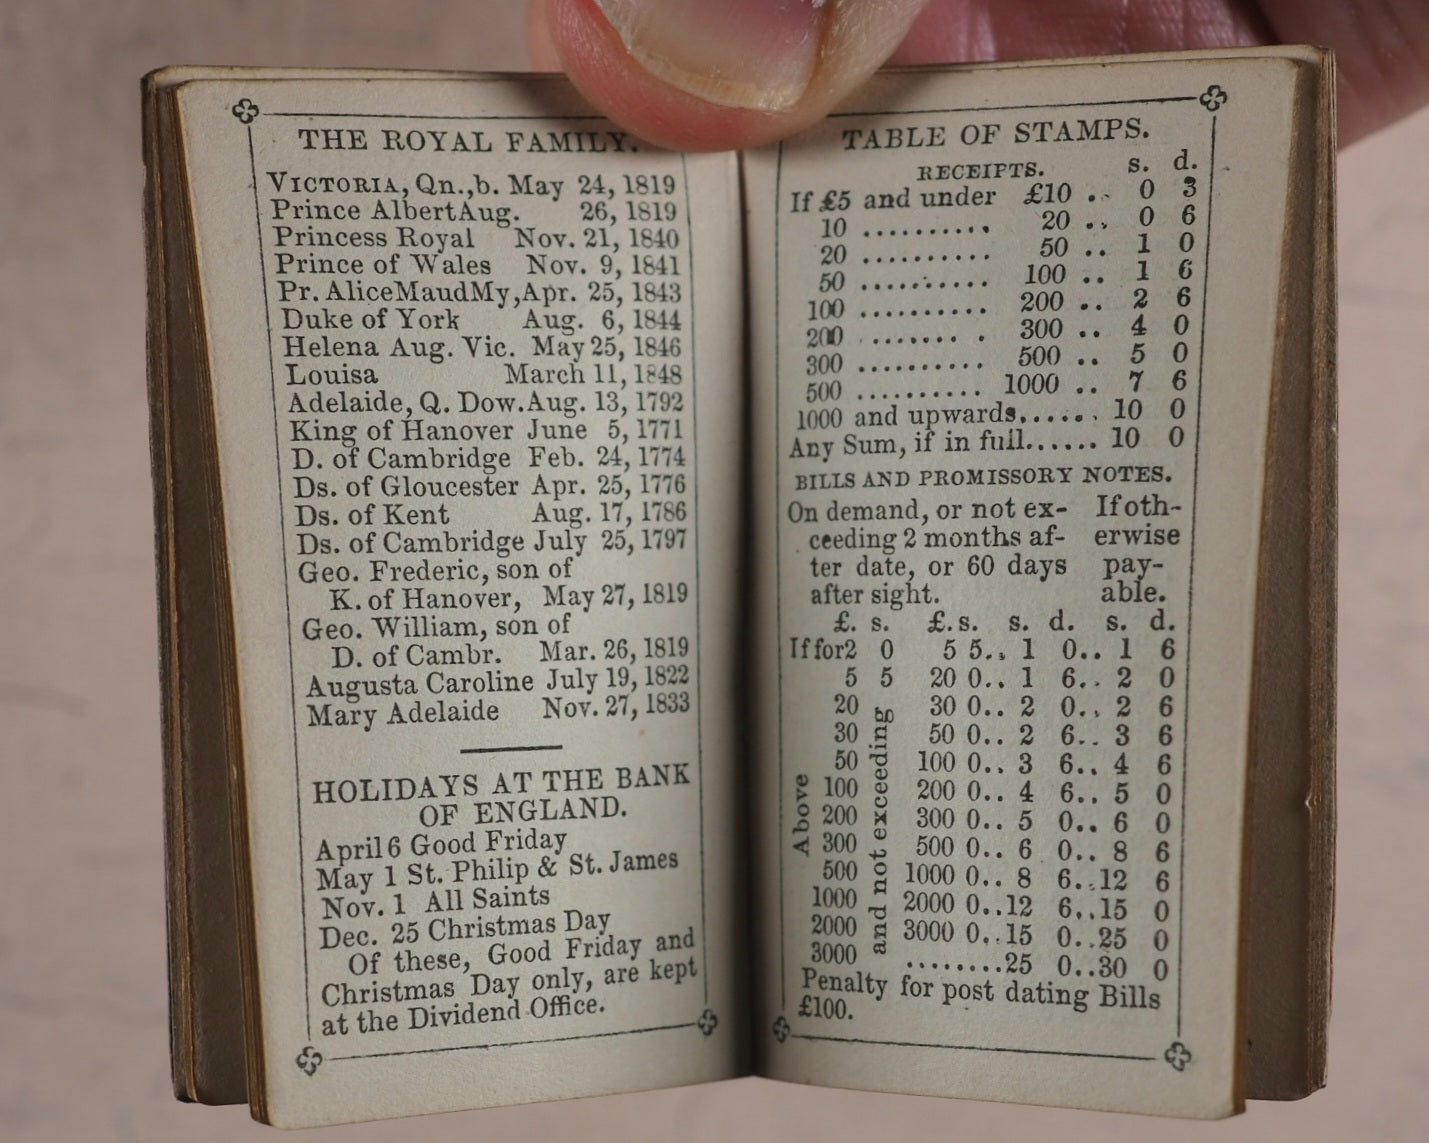 THE ROYAL FAMILY.
VICTORIA, Qn., b. May 24, 1819
Prince Albert Aug. 26, 1819
Princess Royal Nov. 21, 1840
Prince of Wales Nov. 9, 1841
Pr. AliceMaudMy, Apr. 25, 1843
Duke of York Aug. 6, 1844
Helena Aug. Vic. May 25, 1846
Louisa March 11, 1848
Adelaide, Q. Dow. Aug. 13, 1792
King of Hanover June 5, 1771
D. of Cambridge Feb. 24, 1774
Ds. of Gloucester Apr. 25, 1776
Ds. of Kent Aug. 17, 1786
Ds. of Cambridge July 25, 1797
Geo. Frederic, son of
K. of Hanover, May 27, 1819
Geo. William, son of
D. of Cambr. Mar. 26, 1819
Augusta Caroline July 19, 1822
Mary Adelaide Nov. 27, 1833
HOLIDAYS AT THE BANK
OF ENGLAND.
April 6 Good Friday
May 1 St. Philip & St. James
Nov. 1 All Saints
Dec. 25 Christmas Day
Of these, Good Friday and
Christmas Day only, are kept
at the Dividend Office.
TABLE OF STAMPS.
RECEIPTS. s. d.
If £5 and under £10 .. 0 3
10 .......... 20 .. 0 6
20 .......... 50 .. 1 0
50 .......... 100 .. 1 6
100 .......... 200 .. 2 6
200 ........ . 300 .. 4 0
300 .......... 500 .. 5 0
500 .......... 1000 .. 7 6
1000 and upwards...... 10 0
Any Sum, if in full...... 10 0
BILLS AND PROMISSORY NOTES.
On demand, or not ex- If oth-
ceeding 2 months af- erwise
ter date, or 60 days pay-
after sight. able.
£. s. £. s. s. d. s. d.
If for 2 0 5 5.. 1 0.. 1 6
5 5 20 0.. 1 6.. 2 0
20 30 0.. 2 0.. 2 6
30 50 0.. 2 6.. 3 6
50 100 0.. 3 6.. 4 6
100 200 0.. 4 6.. 5 0
200 300 0.. 5 0.. 6 0
300 500 0.. 6 0.. 8 6
500 1000 0.. 8 6..12 6
1000 2000 0..12 6..15 0
2000 3000 0..15 0..25 0
3000 ........25 0..30 0
Above
and not exceeding
Penalty for post dating Bills
£100.